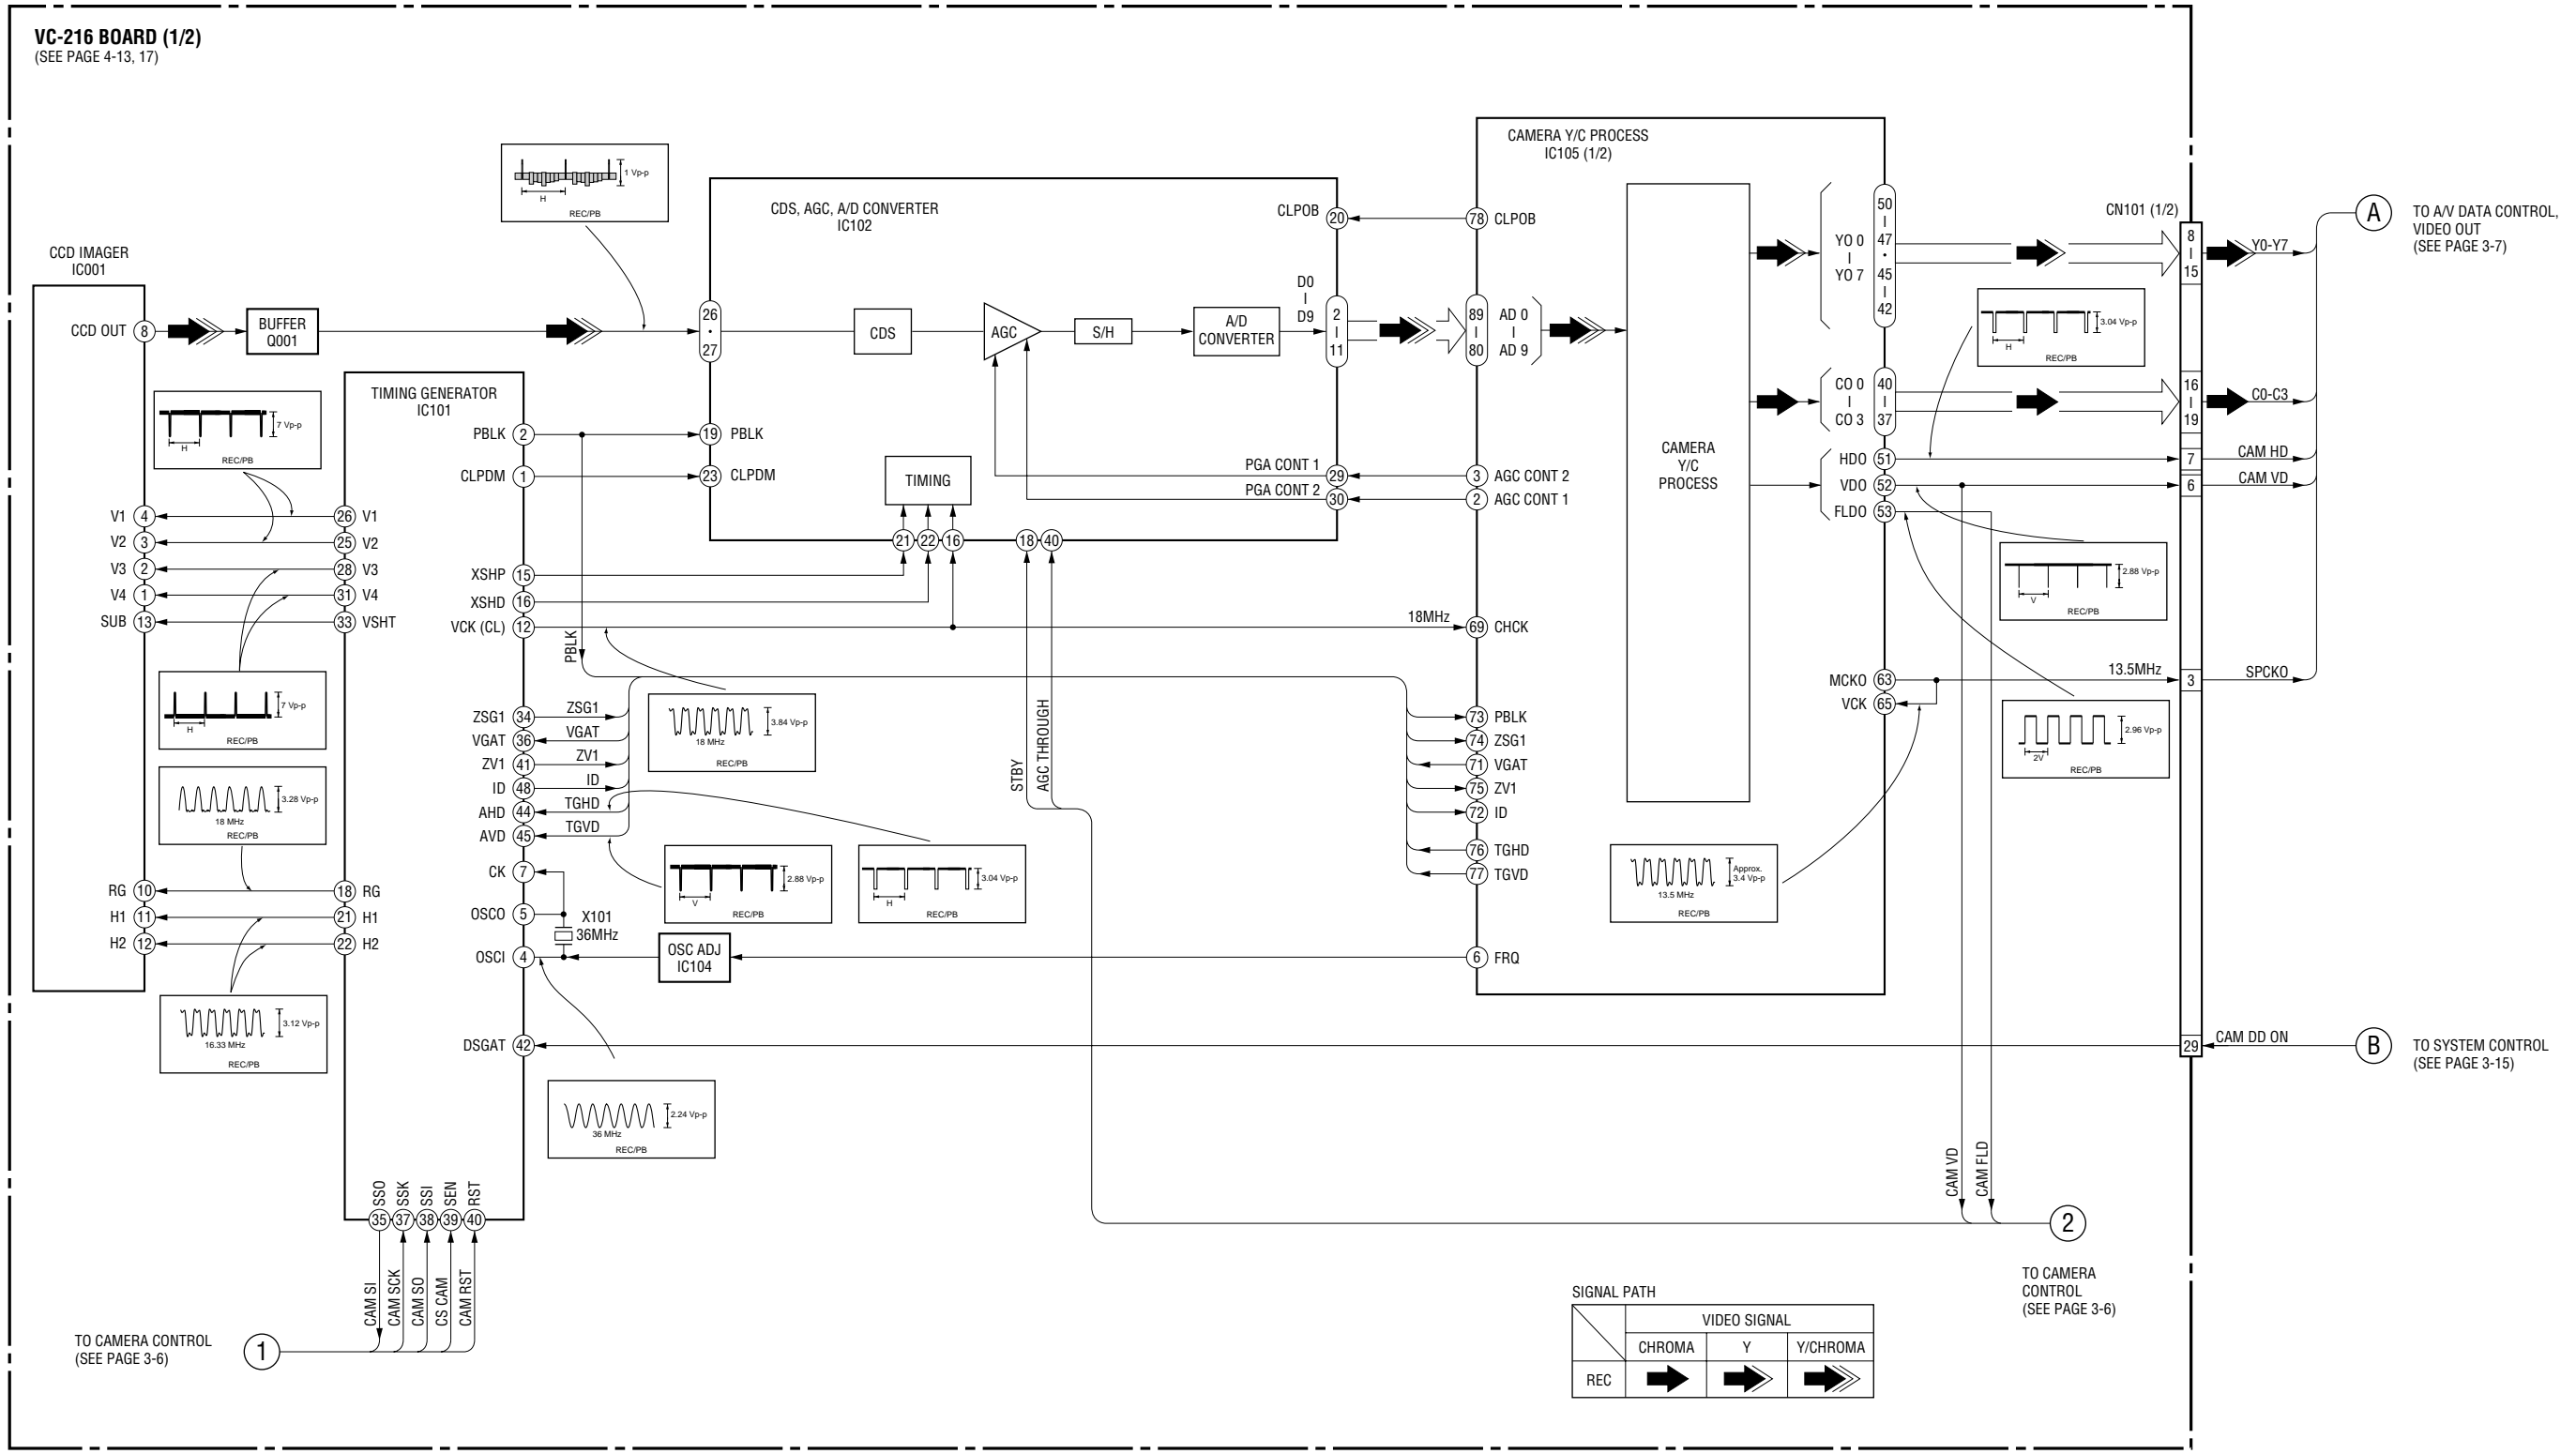 VC-216 BOARD (1/2)
(SEE PAGE 4-13, 17)
CCD IMAGER
IC001
CCD OUT
8
V1
4
V2
3
V3
2
V4
1
SUB
13
RG
10
H1
11
H2
12
BUFFER
Q001
1 Vp-p
H
REC/PB
7 Vp-p
H
REC/PB
7 Vp-p
H
REC/PB
3.28 Vp-p
18 MHz
REC/PB
3.12 Vp-p
16.33 MHz
REC/PB
TIMING GENERATOR
IC101
26 V1
25 V2
28 V3
31 V4
33 VSHT
18 RG
21 H1
22 H2
PBLK 2
CLPDM 1
XSHP 15
XSHD 16
VCK (CL) 12
ZSG1 34 ZSG1
VGAT 36 VGAT
ZV1 41 ZV1
ID 48 ID
AHD 44 TGHD
AVD 45 TGVD
CK 7
OSCO 5
OSCI 4
DSGAT 42
X101
36MHz
OSC ADJ
IC104
PBLK
SSO
SSK
SSI
SEN
RST
35 37 38 39 40
CAM SI
CAM SCK
CAM SO
CS CAM
CAM RST
TO CAMERA CONTROL
(SEE PAGE 3-6)
1
3.84 Vp-p
18 MHz
REC/PB
2.88 Vp-p
V
REC/PB
3.04 Vp-p
H
REC/PB
2.24 Vp-p
36 MHz
REC/PB
CDS, AGC, A/D CONVERTER
IC102
26
•
27
CDS
AGC
S/H
A/D
CONVERTER
D0
I
D9
2
I
11
CLPOB 20
19 PBLK
23 CLPDM
TIMING
PGA CONT 1 29
PGA CONT 2 30
21 22 16 18 40
STBY
AGC THROUGH
18MHz
CAMERA Y/C PROCESS
IC105 (1/2)
78 CLPOB
89
I
80
AD 0
I
AD 9
3 AGC CONT 2
2 AGC CONT 1
69 CHCK
73 PBLK
74 ZSG1
71 VGAT
75 ZV1
72 ID
76 TGHD
77 TGVD
6 FRQ
CAMERA
Y/C
PROCESS
YO 0
I
YO 7
50
I
47
•
45
I
42
CO 0
I
CO 3
40
I
37
HDO 51
VDO 52
FLDO 53
MCKO 63
VCK 65
Approx.
3.4 Vp-p
13.5 MHz
REC/PB
3.04 Vp-p
H
REC/PB
2.88 Vp-p
V
REC/PB
2.96 Vp-p
2V
REC/PB
13.5MHz
CN101 (1/2)
8
I
15
16
I
19
7
6
3
29
Y0-Y7
C0-C3
CAM HD
CAM VD
SPCKO
CAM DD ON
A
TO A/V DATA CONTROL,
VIDEO OUT
(SEE PAGE 3-7)
B
TO SYSTEM CONTROL
(SEE PAGE 3-15)
CAM VD
CAM FLD
2
TO CAMERA
CONTROL
(SEE PAGE 3-6)
SIGNAL PATH
VIDEO SIGNAL
CHROMA Y Y/CHROMA
REC